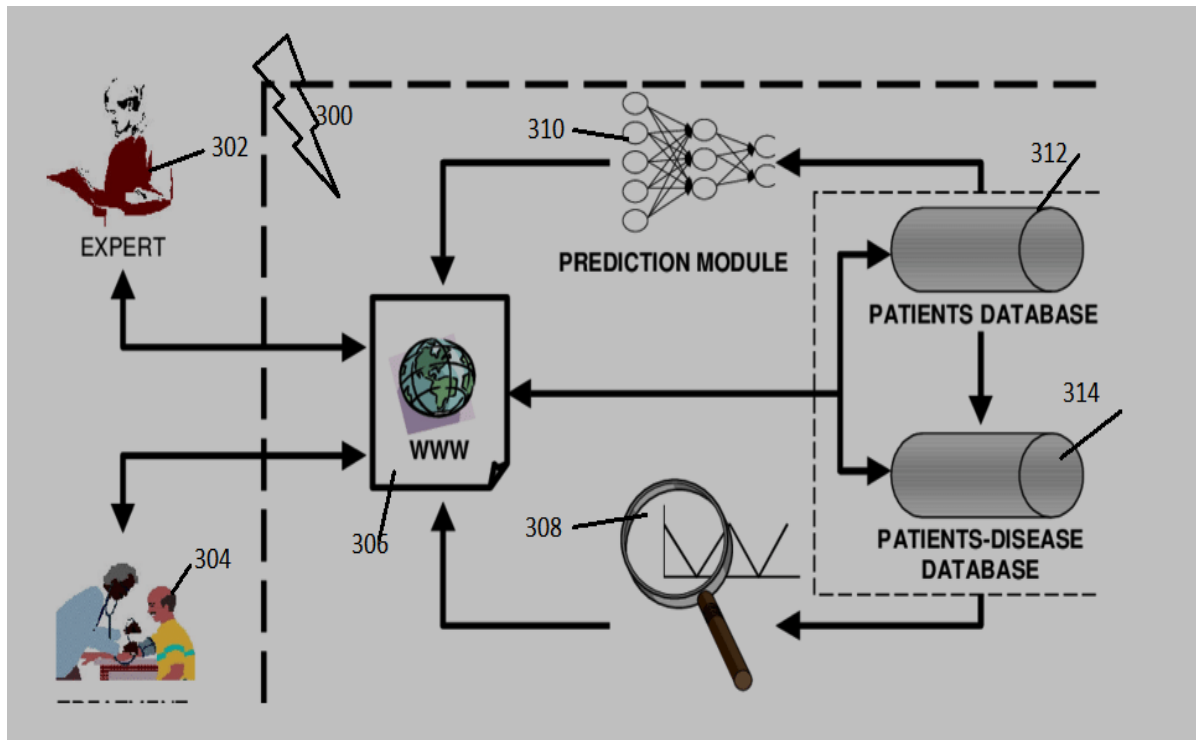 300
302
310
312
EXPERT
PREDICTION MODULE
PATIENTS DATABASE
314
WWW
306
308
PATIENTS-DISEASE
DATABASE
304